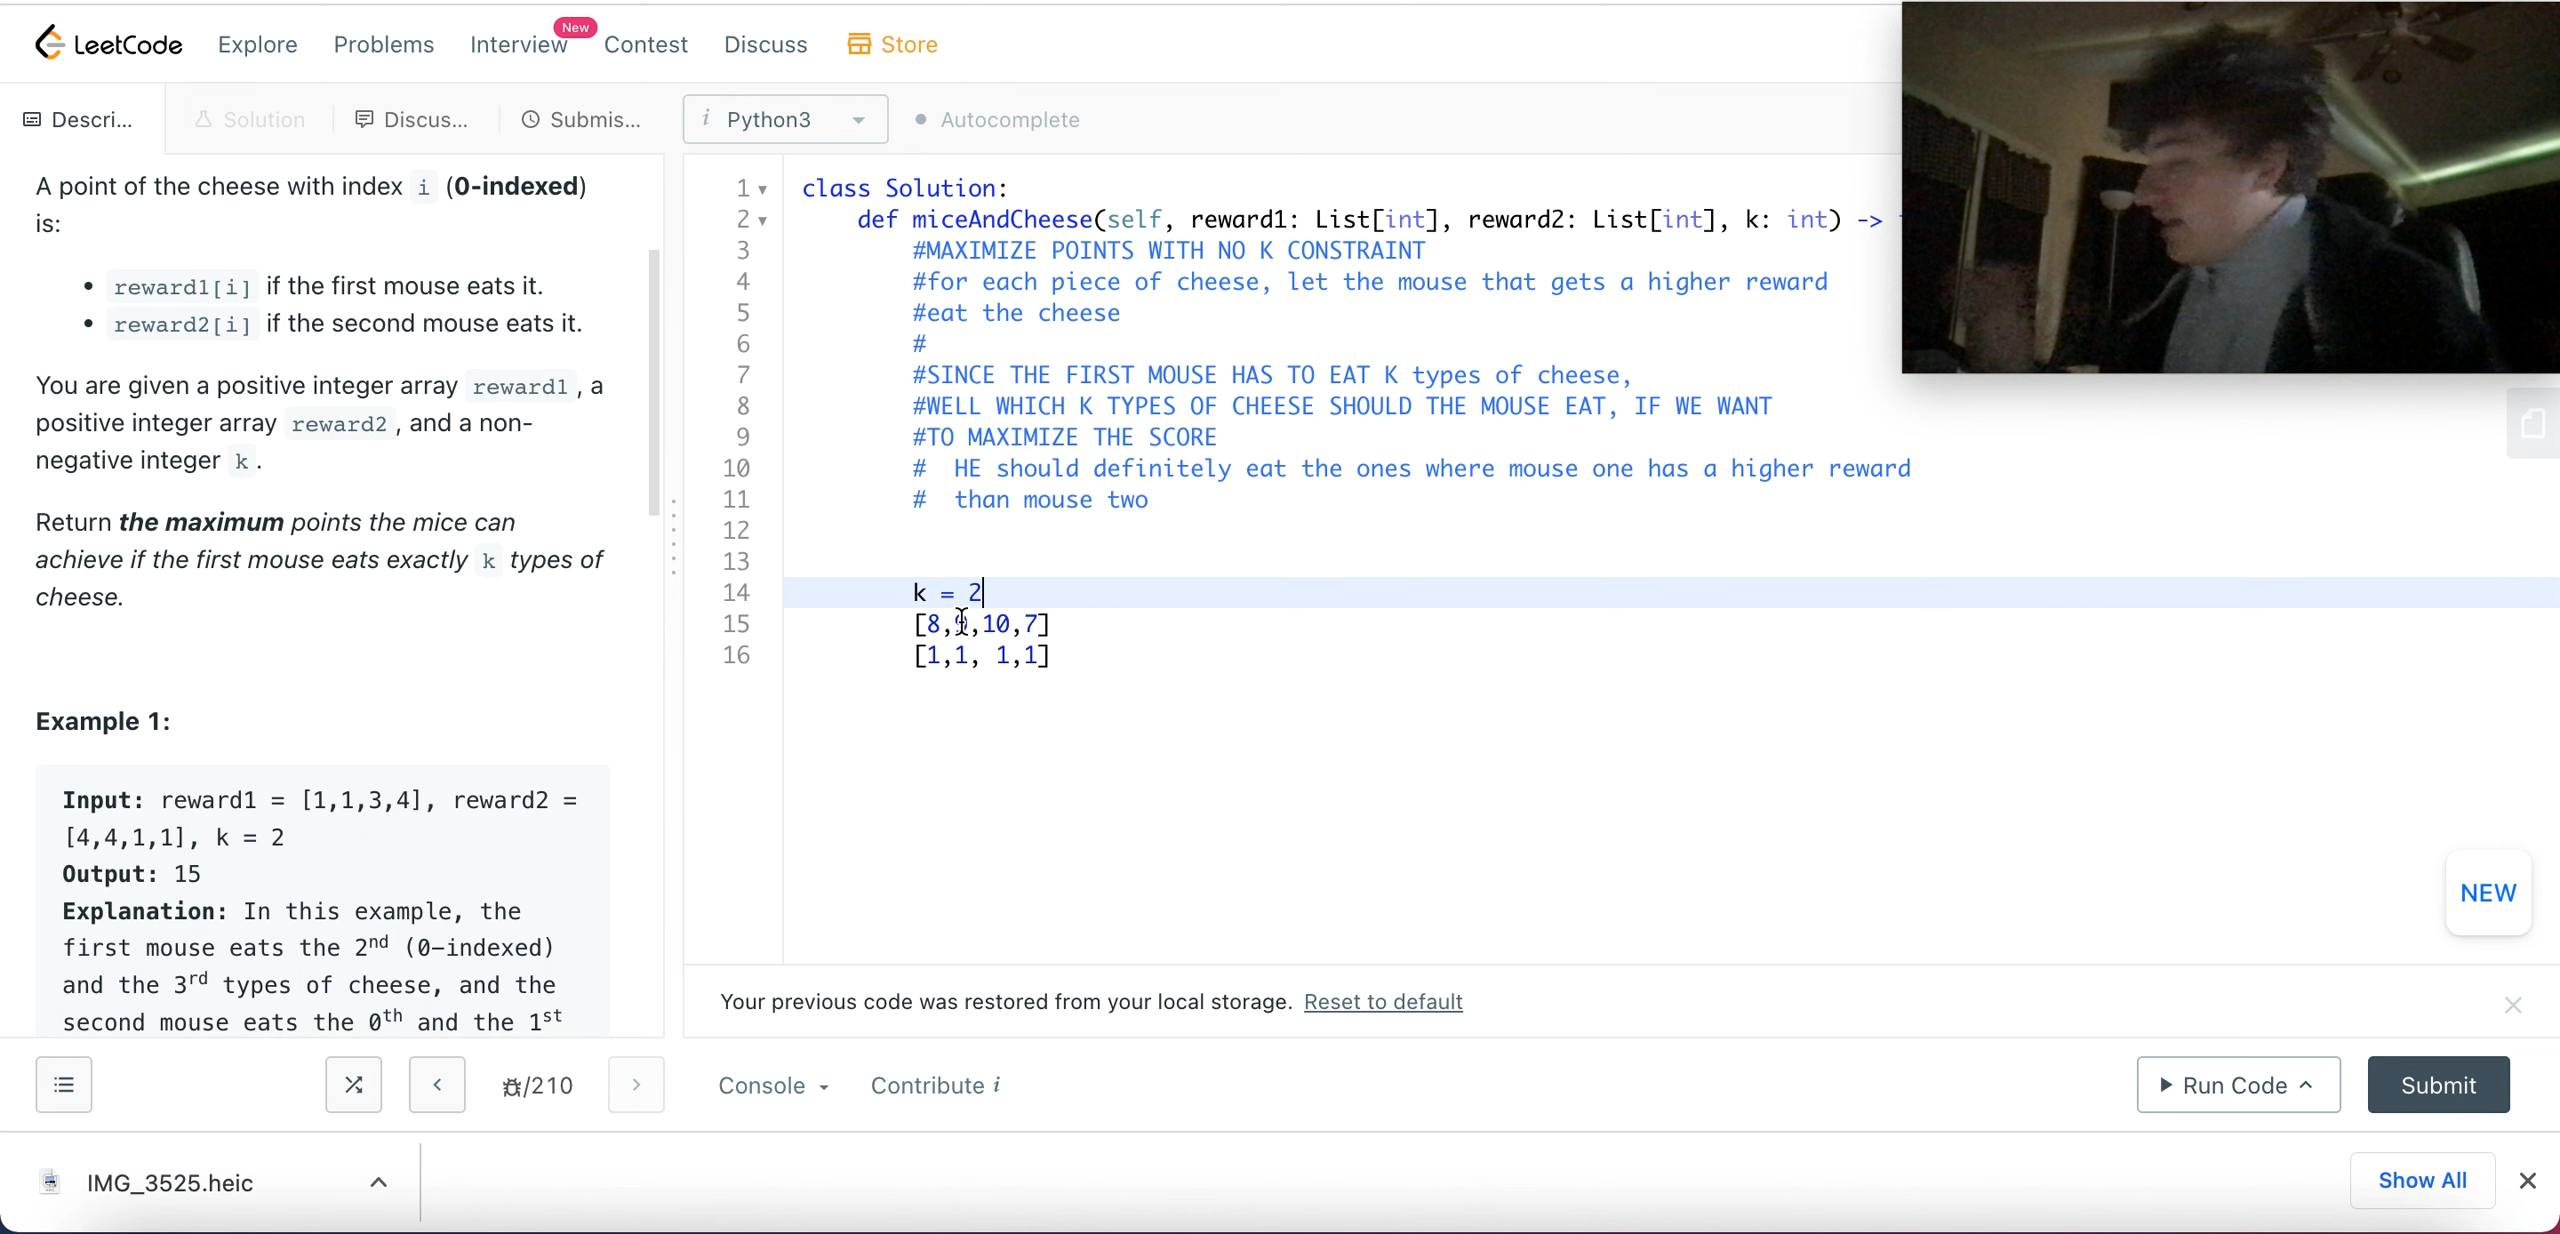 LeetCode Explore Problems Interview New Contest Discuss Store
Descri... Solution Discus... Submis... i Python3 Autocomplete
A point of the cheese with index i (0-indexed)
is:
• reward1[i] if the first mouse eats it.
• reward2[i] if the second mouse eats it.
You are given a positive integer array reward1, a
positive integer array reward2, and a non-
negative integer k.
Return the maximum points the mice can
achieve if the first mouse eats exactly k types of
cheese.
Example 1:
Input: reward1 = [1,1,3,4], reward2 =
[4,4,1,1], k = 2
Output: 15
Explanation: In this example, the
first mouse eats the 2nd (0-indexed)
and the 3rd types of cheese, and the
second mouse eats the 0th and the 1st
1 class Solution:
2 def miceAndCheese(self, reward1: List[int], reward2: List[int], k: int) ->
3 #MAXIMIZE POINTS WITH NO K CONSTRAINT
4 #for each piece of cheese, let the mouse that gets a higher reward
5 #eat the cheese
6 #
7 #SINCE THE FIRST MOUSE HAS TO EAT K types of cheese,
8 #WELL WHICH K TYPES OF CHEESE SHOULD THE MOUSE EAT, IF WE WANT
9 #TO MAXIMIZE THE SCORE
10 # HE should definitely eat the ones where mouse one has a higher reward
11 # than mouse two
12
13
14 k = 2
15 [8, ,10,7]
16 [1,1, 1,1]
NEW
Your previous code was restored from your local storage. Reset to default
/210 Console Contribute i Run Code Submit
IMG_3525.heic Show All